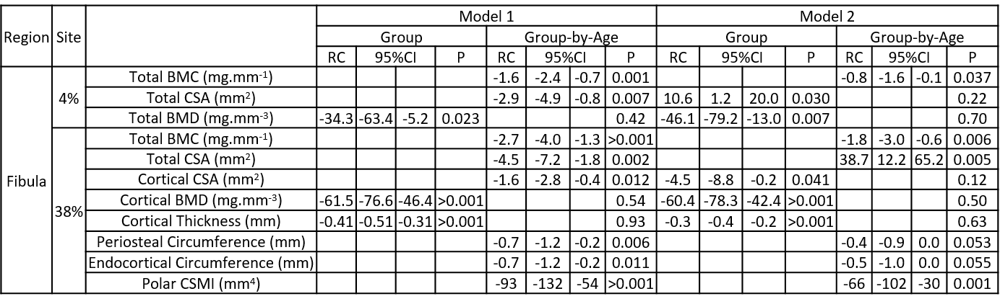 Model 1 Model 2
Region Site Group Group-by-Age Group Group-by-Age
RC 95%CI P RC 95%CI P RC 95%CI P RC 95%CI P
Fibula 4% Total BMC (mg.mm⁻¹) -1.6 -2.4 -0.7 0.001 -0.8 -1.6 -0.1 0.037
Total CSA (mm²) -2.9 -4.9 -0.8 0.007 10.6 1.2 20.0 0.030 0.22
Total BMD (mg.mm⁻³) -34.3 -63.4 -5.2 0.023 0.42 -46.1 -79.2 -13.0 0.007 0.70
38% Total BMC (mg.mm⁻¹) -2.7 -4.0 -1.3 >0.001 -1.8 -3.0 -0.6 0.006
Total CSA (mm²) -4.5 -7.2 -1.8 0.002 38.7 12.2 65.2 0.005
Cortical CSA (mm²) -1.6 -2.8 -0.4 0.012 -4.5 -8.8 -0.2 0.041 0.12
Cortical BMD (mg.mm⁻³) -61.5 -76.6 -46.4 >0.001 0.54 -60.4 -78.3 -42.4 >0.001 0.50
Cortical Thickness (mm) -0.41 -0.51 -0.31 >0.001 0.93 -0.3 -0.4 -0.2 >0.001 0.63
Periosteal Circumference (mm) -0.7 -1.2 -0.2 0.006 -0.4 -0.9 0.0 0.053
Endocortical Circumference (mm) -0.7 -1.2 -0.2 0.011 -0.5 -1.0 0.0 0.055
Polar CSMI (mm⁴) -93 -132 -54 >0.001 -66 -102 -30 0.001